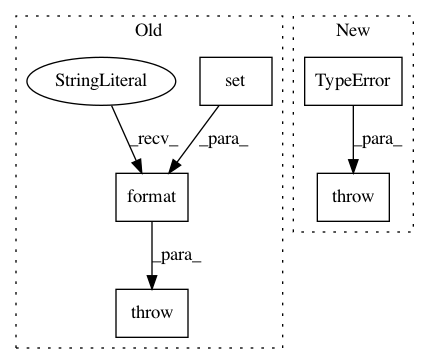 Old
New
StringLiteral
set
TypeError
_recv_
_para_
_para_
format
throw
_para_
throw